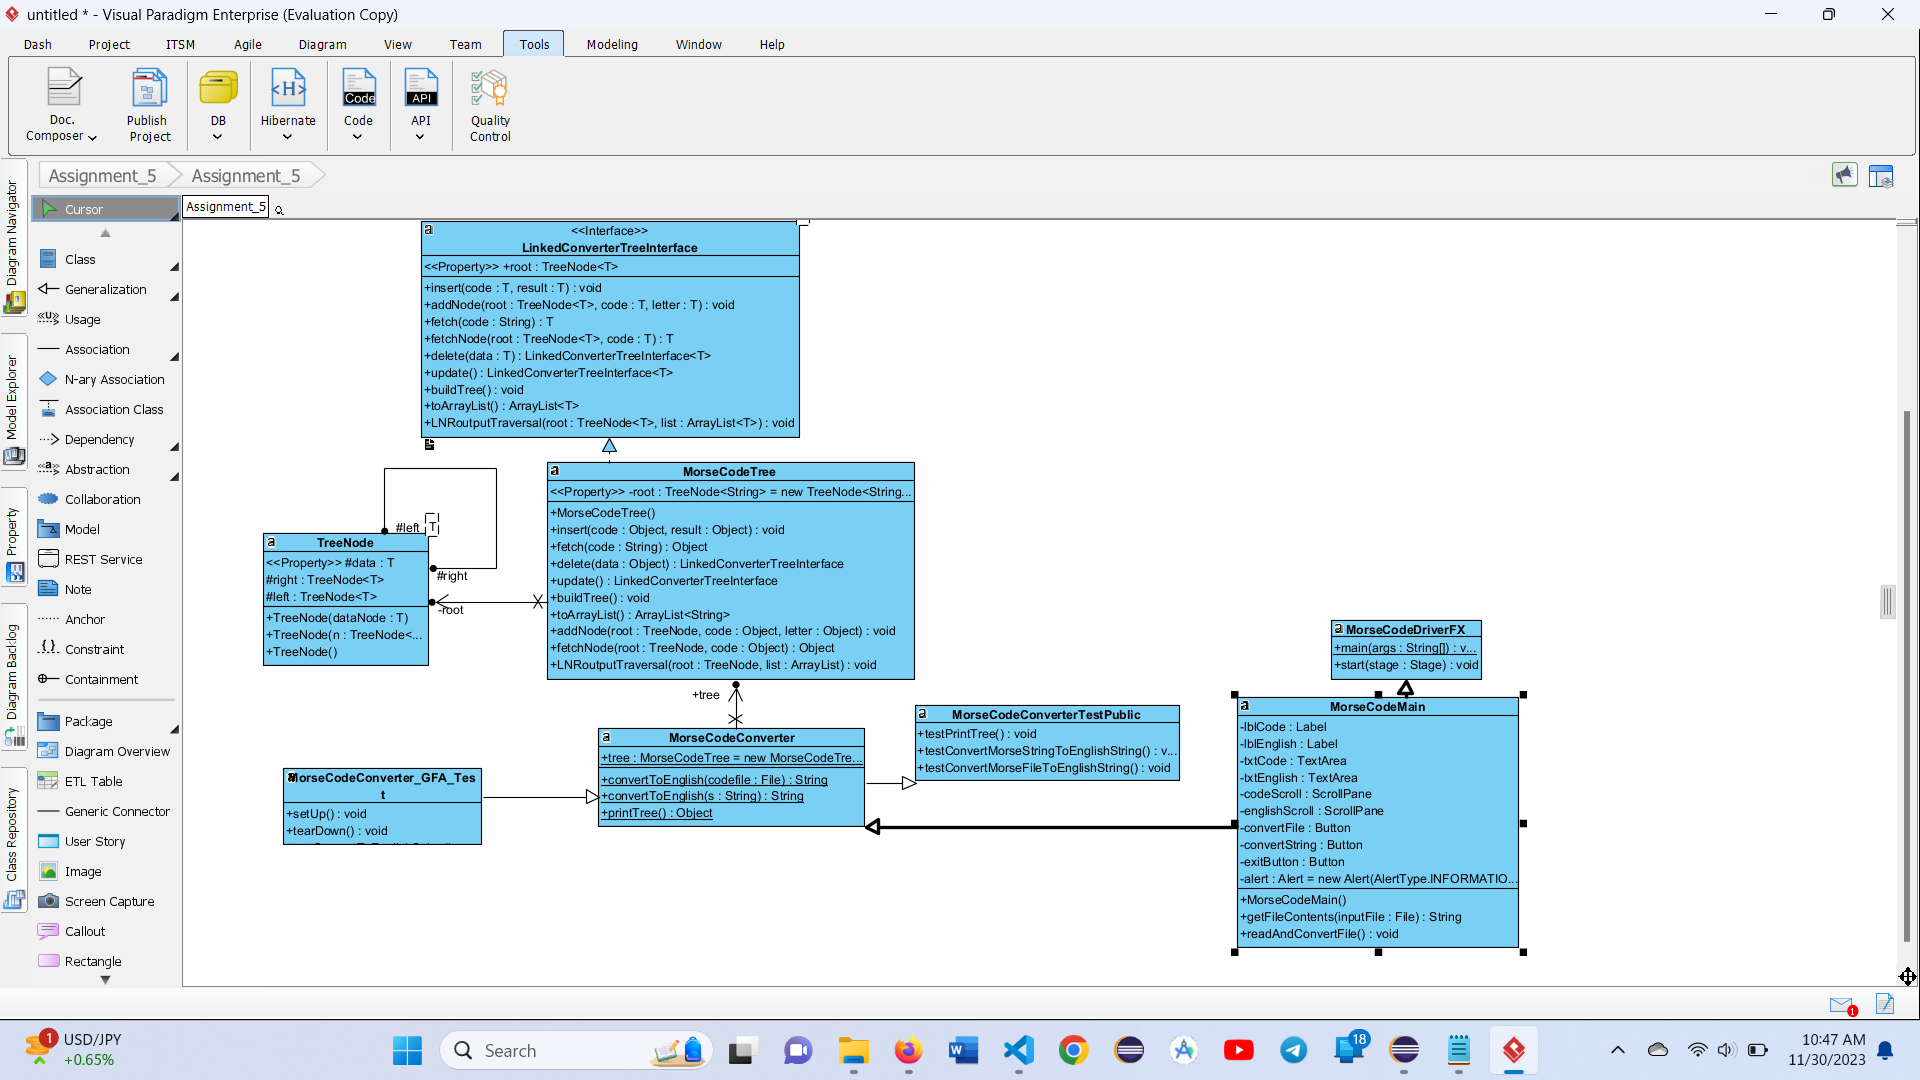 untitled * - Visual Paradigm Enterprise (Evaluation Copy)
Dash Project ITSM Agile Diagram View Team Tools Modeling Window Help
Doc. Composer
Publish Project
DB
Hibernate
Code
Code
API
API
Quality Control
Assignment_5 Assignment_5
Diagram Navigator
Model Explorer
Property
Diagram Backlog
Class Repository
Cursor
Class
Generalization
Usage
Association
N-ary Association
Association Class
Dependency
Abstraction
Collaboration
Model
REST Service
Note
Anchor
Constraint
Containment
Package
Diagram Overview
ETL Table
Generic Connector
User Story
Image
Screen Capture
Callout
Rectangle
Assignment_5
<<Interface>>
LinkedConverterTreeInterface
<<Property>> +root : TreeNode<T>
+insert(code : T, result : T) : void
+addNode(root : TreeNode<T>, code : T, letter : T) : void
+fetch(code : String) : T
+fetchNode(root : TreeNode<T>, code : T) : T
+delete(data : T) : LinkedConverterTreeInterface<T>
+update() : LinkedConverterTreeInterface<T>
+buildTree() : void
+toArrayList() : ArrayList<T>
+LNRoutputTraversal(root : TreeNode<T>, list : ArrayList<T>) : void
MorseCodeTree
<<Property>> -root : TreeNode<String> = new TreeNode<String...
+MorseCodeTree()
+insert(code : Object, result : Object) : void
+fetch(code : String) : Object
+delete(data : Object) : LinkedConverterTreeInterface
+update() : LinkedConverterTreeInterface
+buildTree() : void
+toArrayList() : ArrayList<String>
+addNode(root : TreeNode, code : Object, letter : Object) : void
+fetchNode(root : TreeNode, code : Object) : Object
+LNRoutputTraversal(root : TreeNode, list : ArrayList) : void
#left
T
TreeNode
<<Property>> #data : T
#right : TreeNode<T>
#left : TreeNode<T>
+TreeNode(dataNode : T)
+TreeNode(n : TreeNode<...
+TreeNode()
#right
-root
+tree
MorseCodeConverter
+tree : MorseCodeTree = new MorseCodeTre...
+convertToEnglish(codefile : File) : String
+convertToEnglish(s : String) : String
+printTree() : Object
MorseCodeConverter_GFA_Tes
t
+setUp() : void
+tearDown() : void
MorseCodeConverterTestPublic
+testPrintTree() : void
+testConvertMorseStringToEnglishString() : v...
+testConvertMorseFileToEnglishString() : void
MorseCodeDriverFX
+main(args : String[]) : v...
+start(stage : Stage) : void
MorseCodeMain
-lblCode : Label
-lblEnglish : Label
-txtCode : TextArea
-txtEnglish : TextArea
-codeScroll : ScrollPane
-englishScroll : ScrollPane
-convertFile : Button
-convertString : Button
-exitButton : Button
-alert : Alert = new Alert(AlertType.INFORMATIO...
+MorseCodeMain()
+getFileContents(inputFile : File) : String
+readAndConvertFile() : void
1
1
USD/JPY
+0.65%
Search
18
10:47 AM
11/30/2023